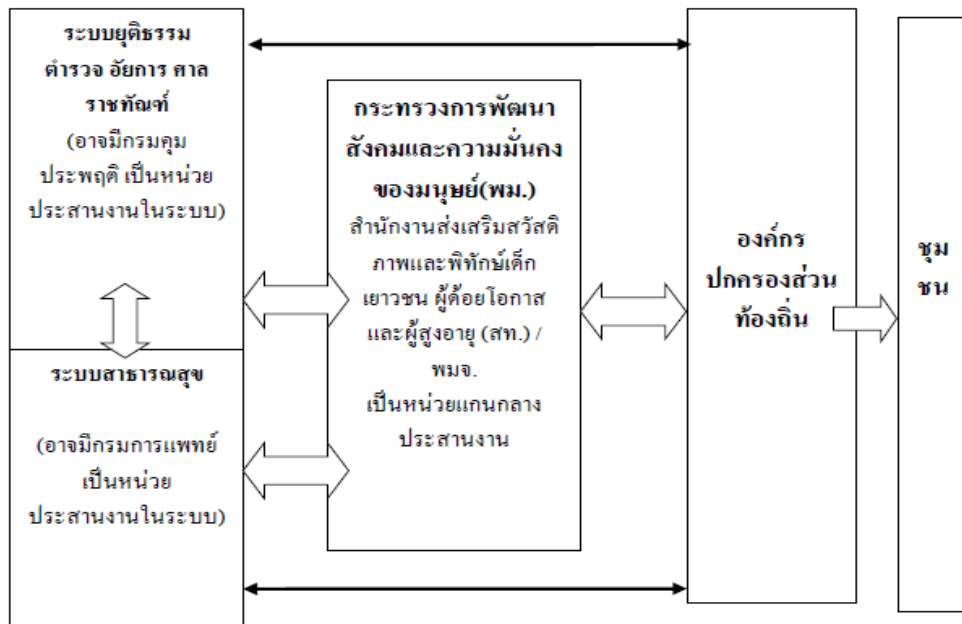 ระบบยุติธรรม
ตำรวจ อัยการ ศาล
ราชทัณฑ์
(อาจมีกรมคุม
ประพฤติ เป็นหน่วย
ประสานงานในระบบ)
ระบบสาธารณสุข
(อาจมีกรมการแพทย์
เป็นหน่วย
ประสานงานในระบบ)
กระทรวงการพัฒนา
สังคมและความมั่นคง
ของมนุษย์(พม.)
สำนักงานส่งเสริมสวัสดิ
ภาพและพิทักษ์เด็ก
เยาวชน ผู้ด้อยโอกาส
และผู้สูงอายุ (สท.) /
พมจ.
เป็นหน่วยแกนกลาง
ประสานงาน
องค์กร
ปกครองส่วน
ท้องถิ่น
ชุม
ชน